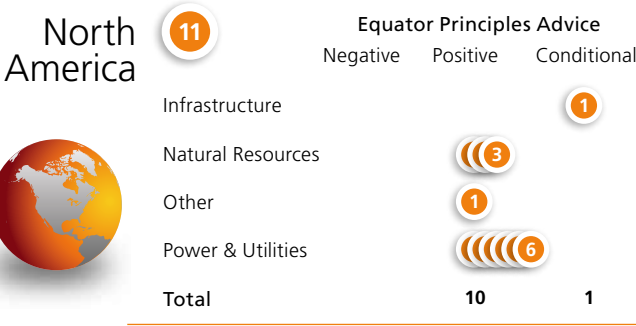 North America
11
Equator Principles Advice
Negative Positive Conditional
Infrastructure 1
Natural Resources 3
Other 1
Power & Utilities 6
Total 10 1